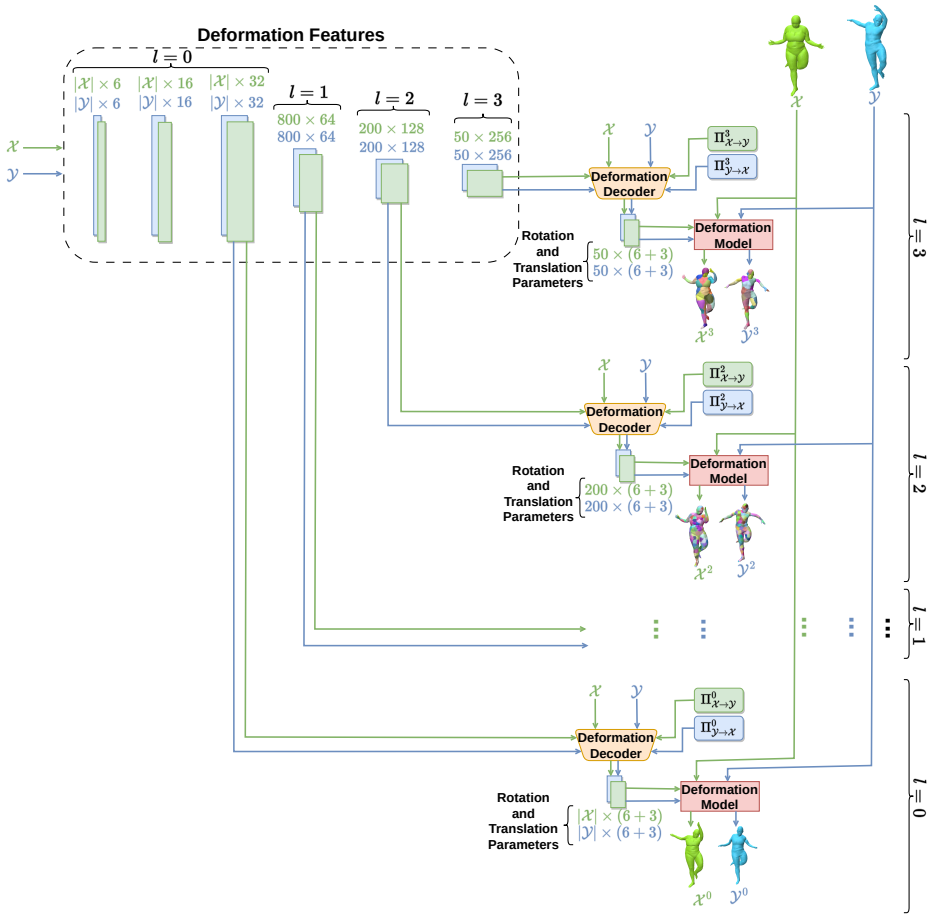 Deformation Features
l = 0
|𝒳| × 6
|𝒴| × 6
|𝒳| × 16
|𝒴| × 16
|𝒳| × 32
|𝒴| × 32
l = 1
800 × 64
800 × 64
l = 2
200 × 128
200 × 128
l = 3
50 × 256
50 × 256
𝒳
𝒴
𝒳
𝒴
𝒳
𝒴
Π³𝒳→𝒴
Π³𝒴→𝒳
Deformation
Decoder
Deformation
Model
Rotation
and
Translation
Parameters
50 × (6 + 3)
50 × (6 + 3)
𝒳³
𝒴³
l = 3
𝒳
𝒴
Π²𝒳→𝒴
Π²𝒴→𝒳
Deformation
Decoder
Deformation
Model
Rotation
and
Translation
Parameters
200 × (6 + 3)
200 × (6 + 3)
𝒳²
𝒴²
l = 2
l = 1
𝒳
𝒴
Π⁰𝒳→𝒴
Π⁰𝒴→𝒳
Deformation
Decoder
Deformation
Model
Rotation
and
Translation
Parameters
|𝒳| × (6 + 3)
|𝒴| × (6 + 3)
𝒳⁰
𝒴⁰
l = 0